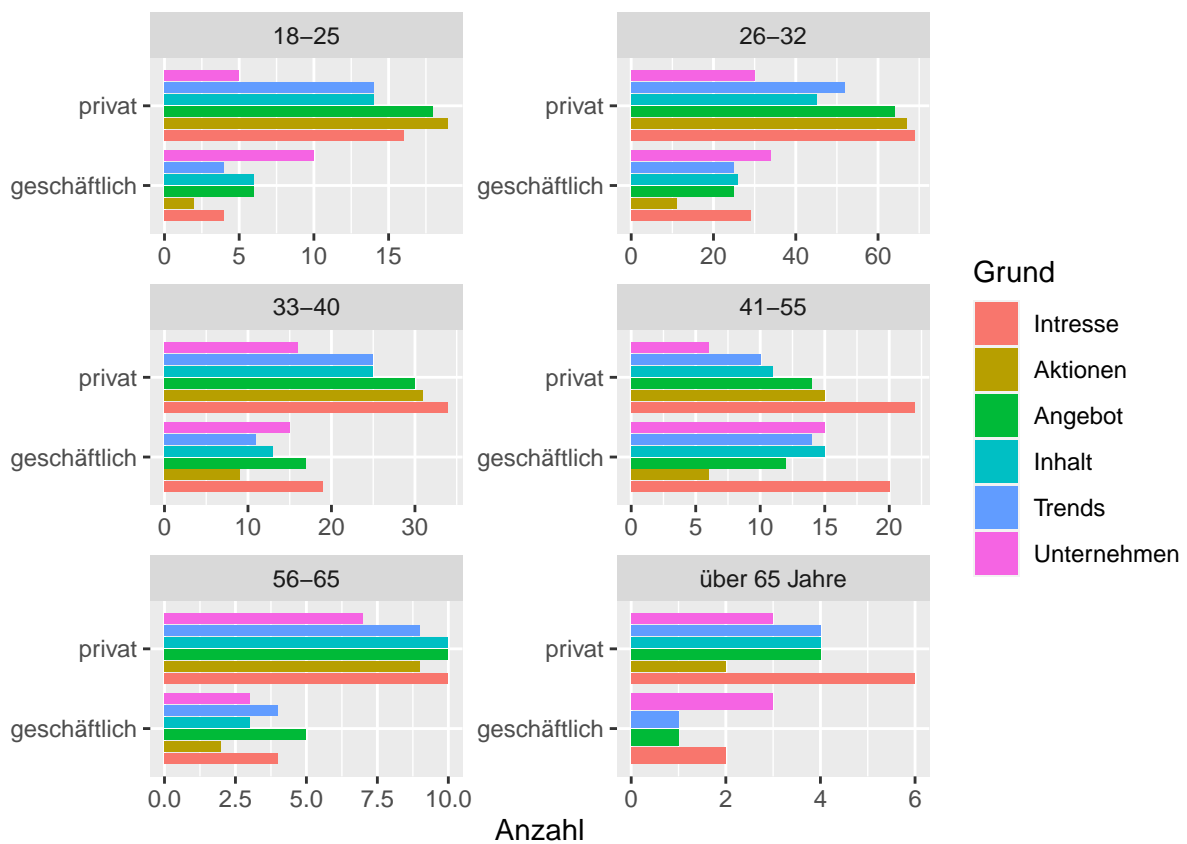 18–25
26–32
privat
geschäftlich
privat
geschäftlich
0 5 10 15
0 20 40 60
33–40
41–55
privat
geschäftlich
privat
geschäftlich
0 10 20 30
0 5 10 15 20
56–65
über 65 Jahre
privat
geschäftlich
privat
geschäftlich
0.0 2.5 5.0 7.5 10.0
0 2 4 6
Anzahl
Grund
Intresse
Aktionen
Angebot
Inhalt
Trends
Unternehmen